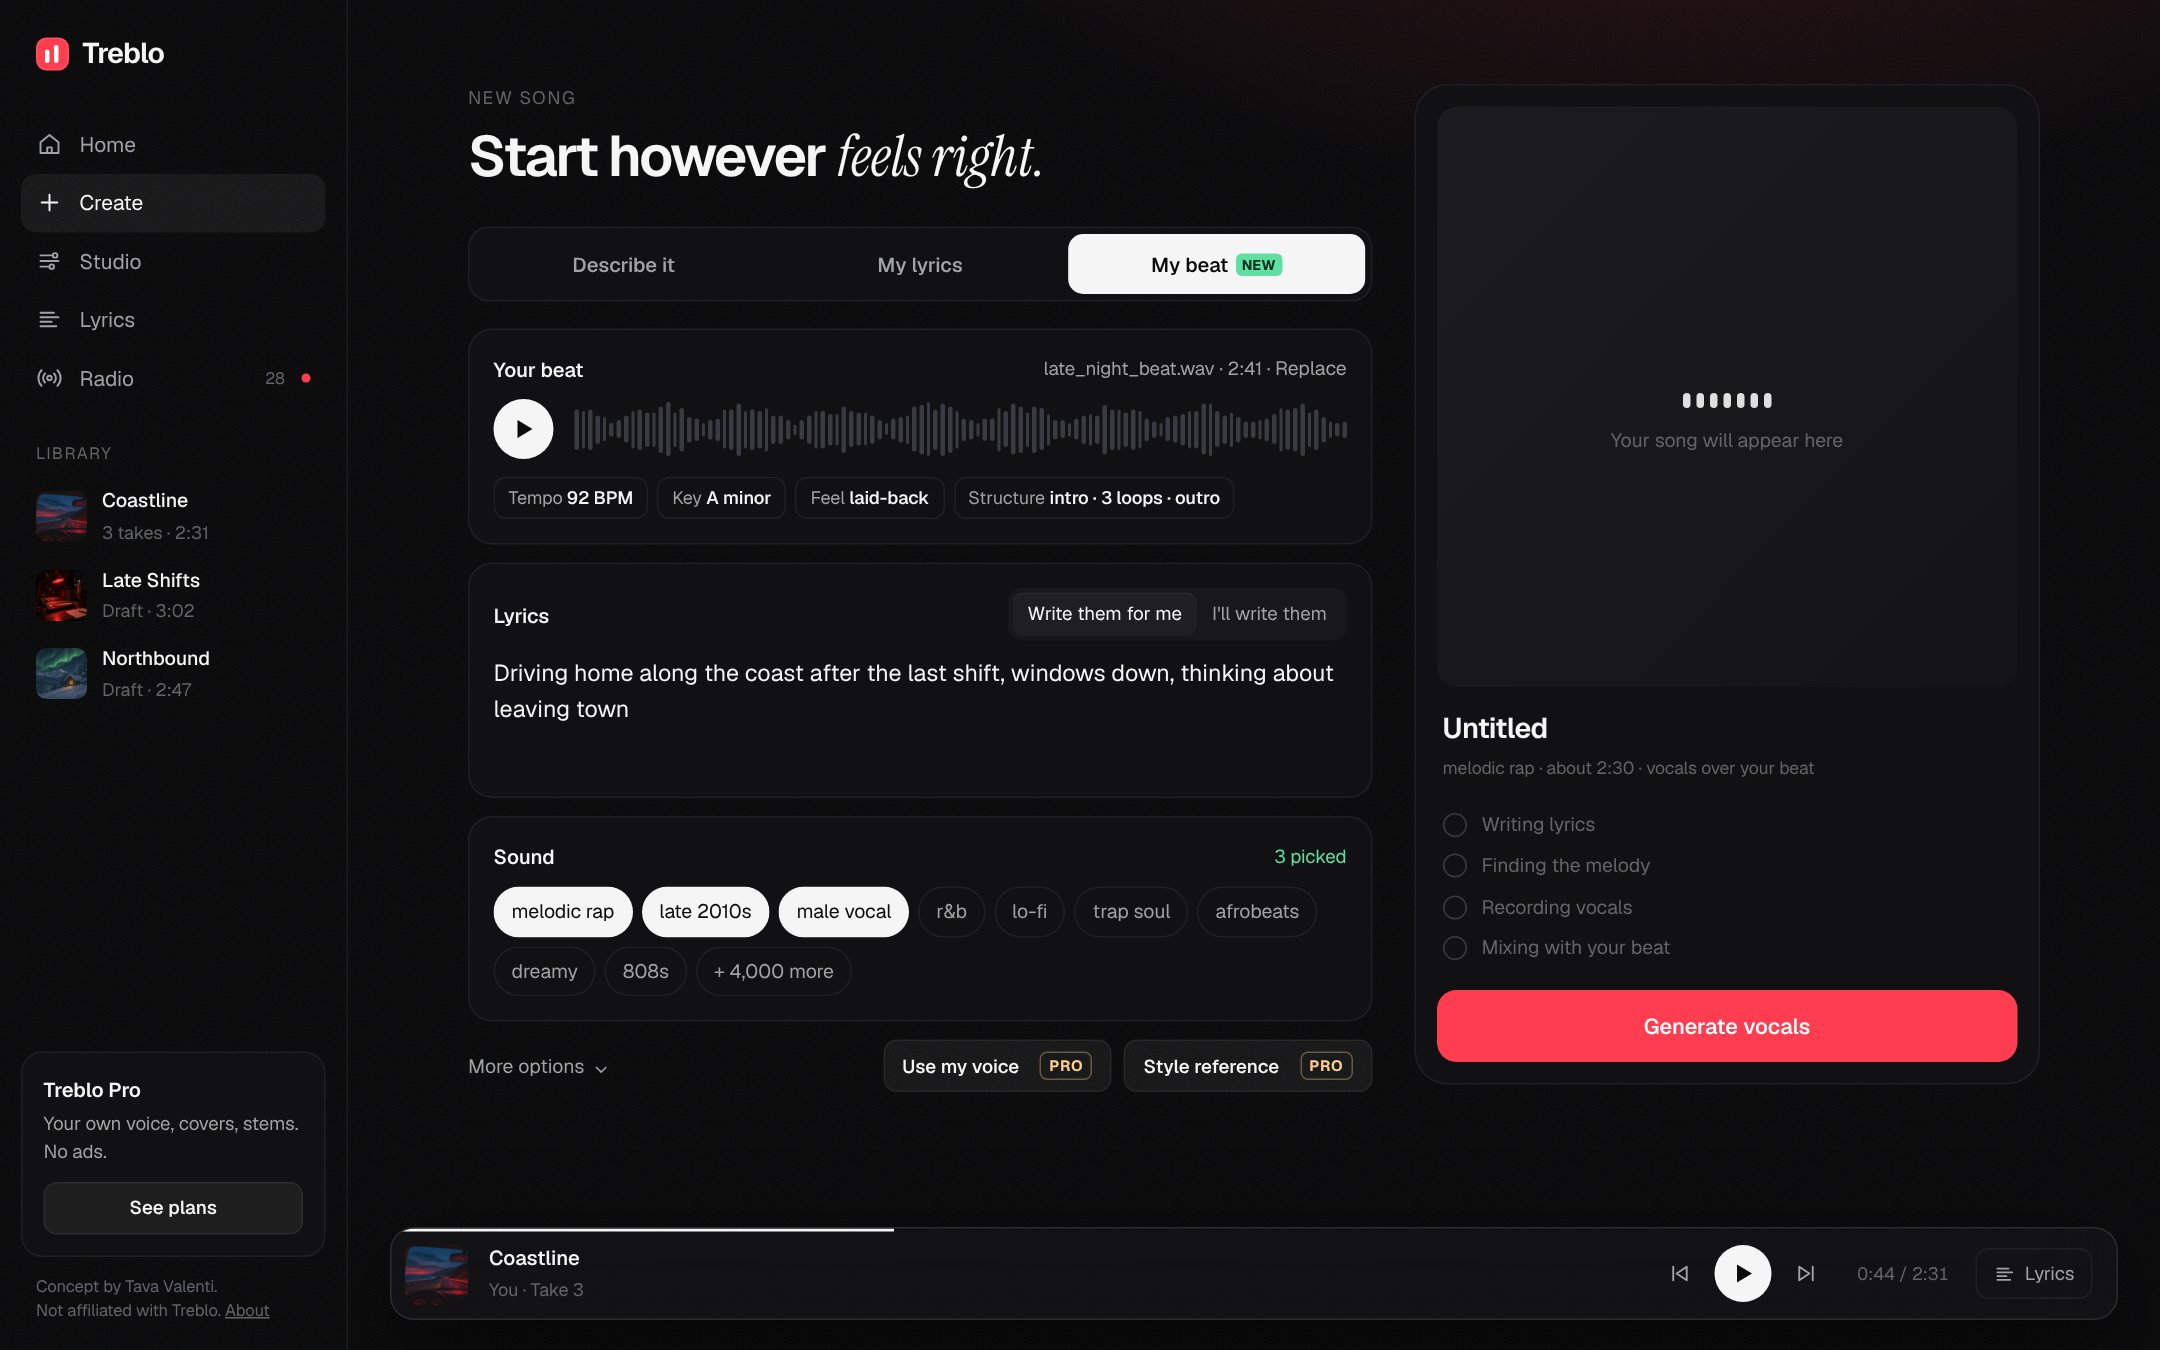 Treblo
Home
Create
Studio
Lyrics
Radio 28
LIBRARY
Coastline
3 takes · 2:31
Late Shifts
Draft · 3:02
Northbound
Draft · 2:47
Treblo Pro
Your own voice, covers, stems.
No ads.
See plans
Concept by Tava Valenti.
Not affiliated with Treblo. About
NEW SONG
Start however feels right.
Describe it My lyrics My beat NEW
Your beat late_night_beat.wav · 2:41 · Replace
Tempo 92 BPM Key A minor Feel laid-back Structure intro · 3 loops · outro
Lyrics Write them for me I'll write them
Driving home along the coast after the last shift, windows down, thinking about
leaving town
Sound 3 picked
melodic rap late 2010s male vocal r&b lo-fi trap soul afrobeats
dreamy 808s + 4,000 more
More options Use my voice PRO Style reference PRO
Your song will appear here
Untitled
melodic rap · about 2:30 · vocals over your beat
Writing lyrics
Finding the melody
Recording vocals
Mixing with your beat
Generate vocals
Coastline
You · Take 3
0:44 / 2:31 Lyrics